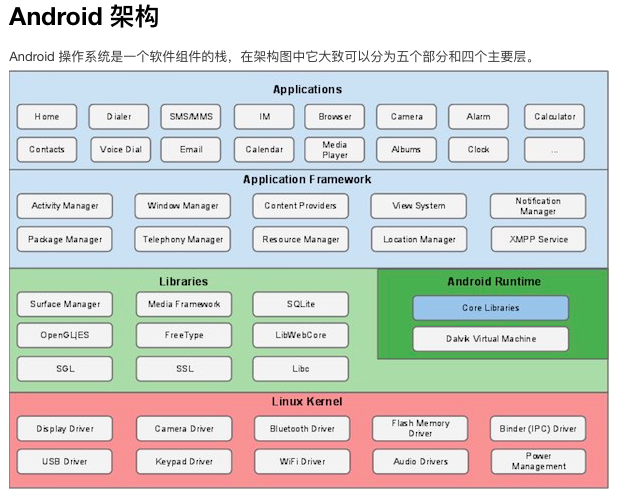 Android 架构
Android 操作系统是一个软件组件的栈，在架构图中它大致可以分为五个部分和四个主要层。
Applications
Home Dialer SMS/MMS IM Browser Camera Alarm Calculator
Contacts Voice Dial Email Calendar Media Player Albums Clock ...
Application Framework
Activity Manager Window Manager Content Providers View System Notification Manager
Package Manager Telephony Manager Resource Manager Location Manager XMPP Service
Libraries
Surface Manager Media Framework SQLite
OpenGL|ES FreeType LibWebCore
SGL SSL Libc
Android Runtime
Core Libraries
Dalvik Virtual Machine
Linux Kernel
Display Driver Camera Driver Bluetooth Driver Flash Memory Driver Binder (IPC) Driver
USB Driver Keypad Driver WiFi Driver Audio Drivers Power Management